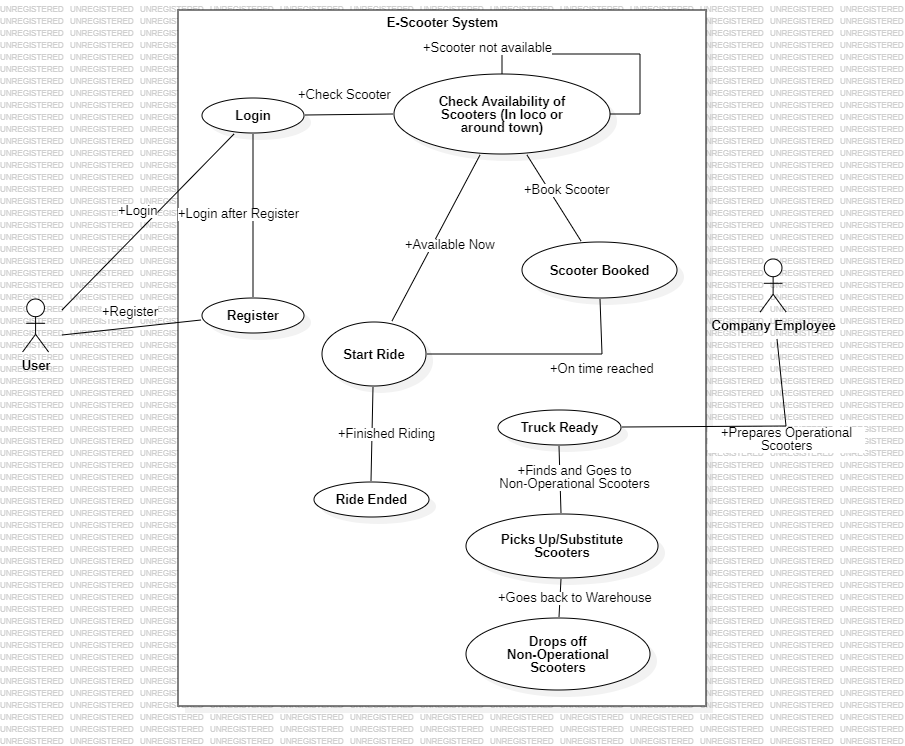 E-Scooter System
+Scooter not available
+Check Scooter
Check Availability of
Scooters (In loco or
around town)
Login
+Book Scooter
+Login
+Login after Register
+Available Now
Scooter Booked
+Register
Register
User
Company Employee
Start Ride
+On time reached
Truck Ready
+Finished Riding
+Prepares Operational
Scooters
+Finds and Goes to
Non-Operational Scooters
Ride Ended
Picks Up/Substitute
Scooters
+Goes back to Warehouse
Drops off
Non-Operational
Scooters
UNREGISTERED